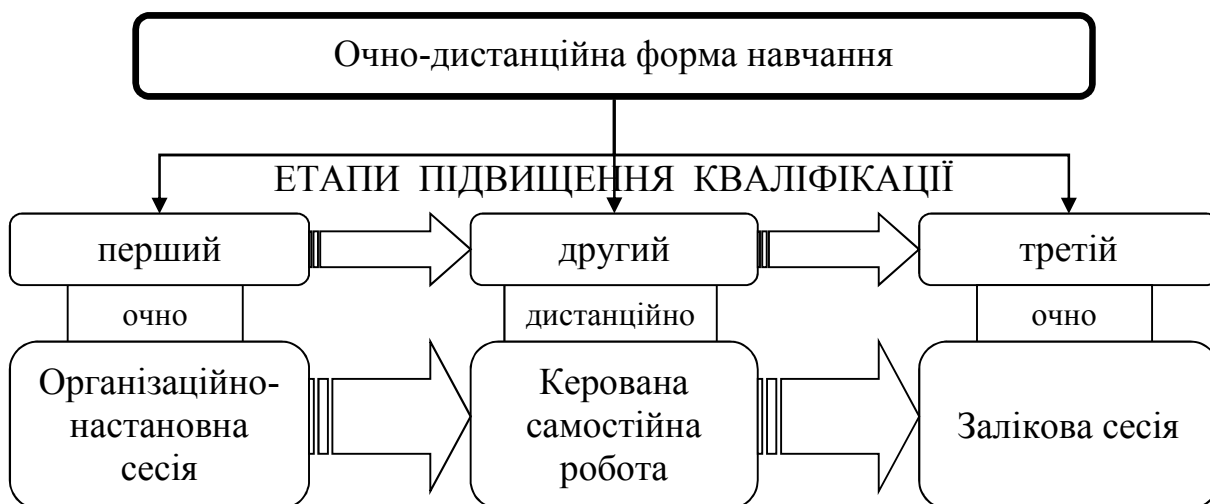 Очно-дистанційна форма навчання
ЕТАПИ ПІДВИЩЕННЯ КВАЛІФІКАЦІЇ
перший
другий
третій
очно
дистанційно
очно
Організаційно-
настановна
сесія
Керована
самостійна
робота
Залікова сесія